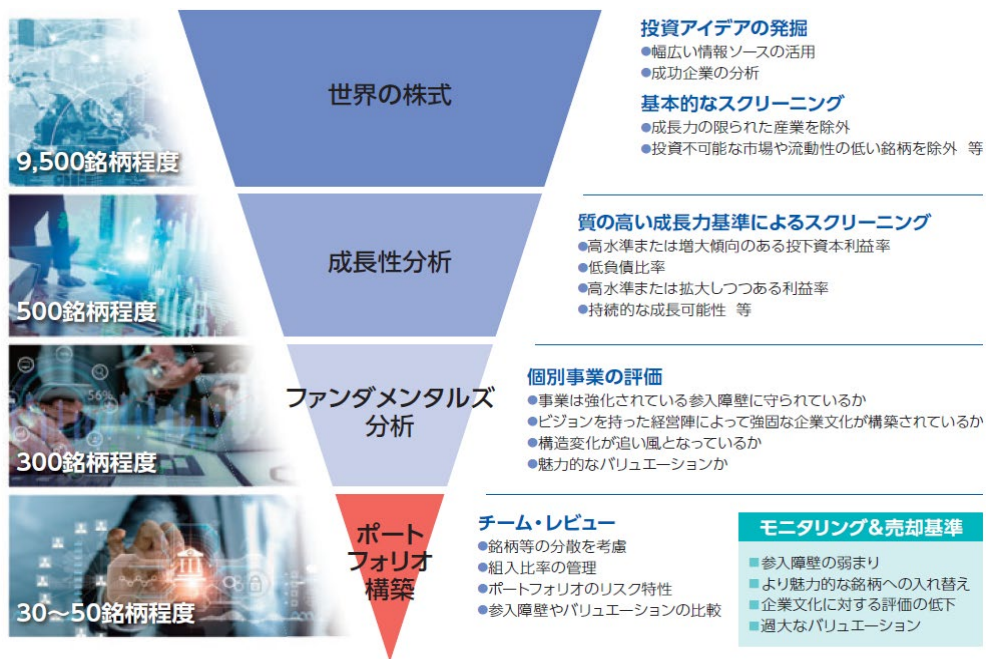 世界の株式
9,500銘柄程度
投資アイデアの発掘
●幅広い情報ソースの活用
●成功企業の分析
基本的なスクリーニング
●成長力の限られた産業を除外
●投資不可能な市場や流動性の低い銘柄を除外 等
成長性分析
500銘柄程度
質の高い成長力基準によるスクリーニング
●高水準または増大傾向のある投下資本利益率
●低負債比率
●高水準または拡大しつつある利益率
●持続的な成長可能性 等
ファンダメンタルズ
分析
56%
300銘柄程度
個別事業の評価
●事業は強化されている参入障壁に守られているか
●ビジョンを持った経営陣によって強固な企業文化が構築されているか
●構造変化が追い風となっているか
●魅力的なバリュエーションか
ポート
フォリオ
構築
30～50銘柄程度
チーム・レビュー
●銘柄等の分散を考慮
●組入比率の管理
●ポートフォリオのリスク特性
●参入障壁やバリュエーションの比較
モニタリング&売却基準
■参入障壁の弱まり
■より魅力的な銘柄への入れ替え
■企業文化に対する評価の低下
■過大なバリュエーション